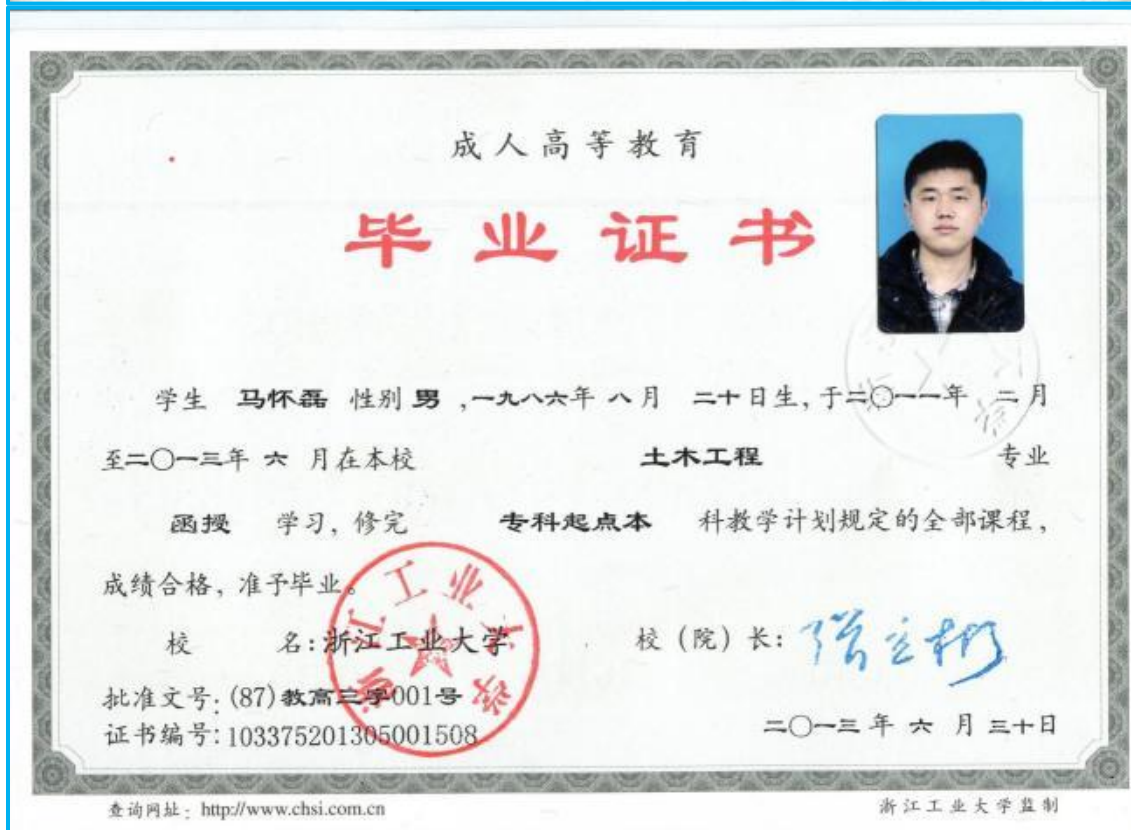 成人高等教育
毕业证书
学生 马怀磊 性别 男 ,一九八六年 八月 二十日生, 于二〇一一年 二月
至二〇一三年 六 月在本校 土木工程 专业
函授 学习, 修完 专科起点本 科教学计划规定的全部课程,
成绩合格, 准予毕业。
校 名: 浙江工业大学 校 (院) 长:
浙江工业大学
批准文号: (87)教高三字001号
证书编号: 103375201305001508
二〇一三 年 六 月 三十日
查询网址: http://www.chsi.com.cn 浙江工业大学监制